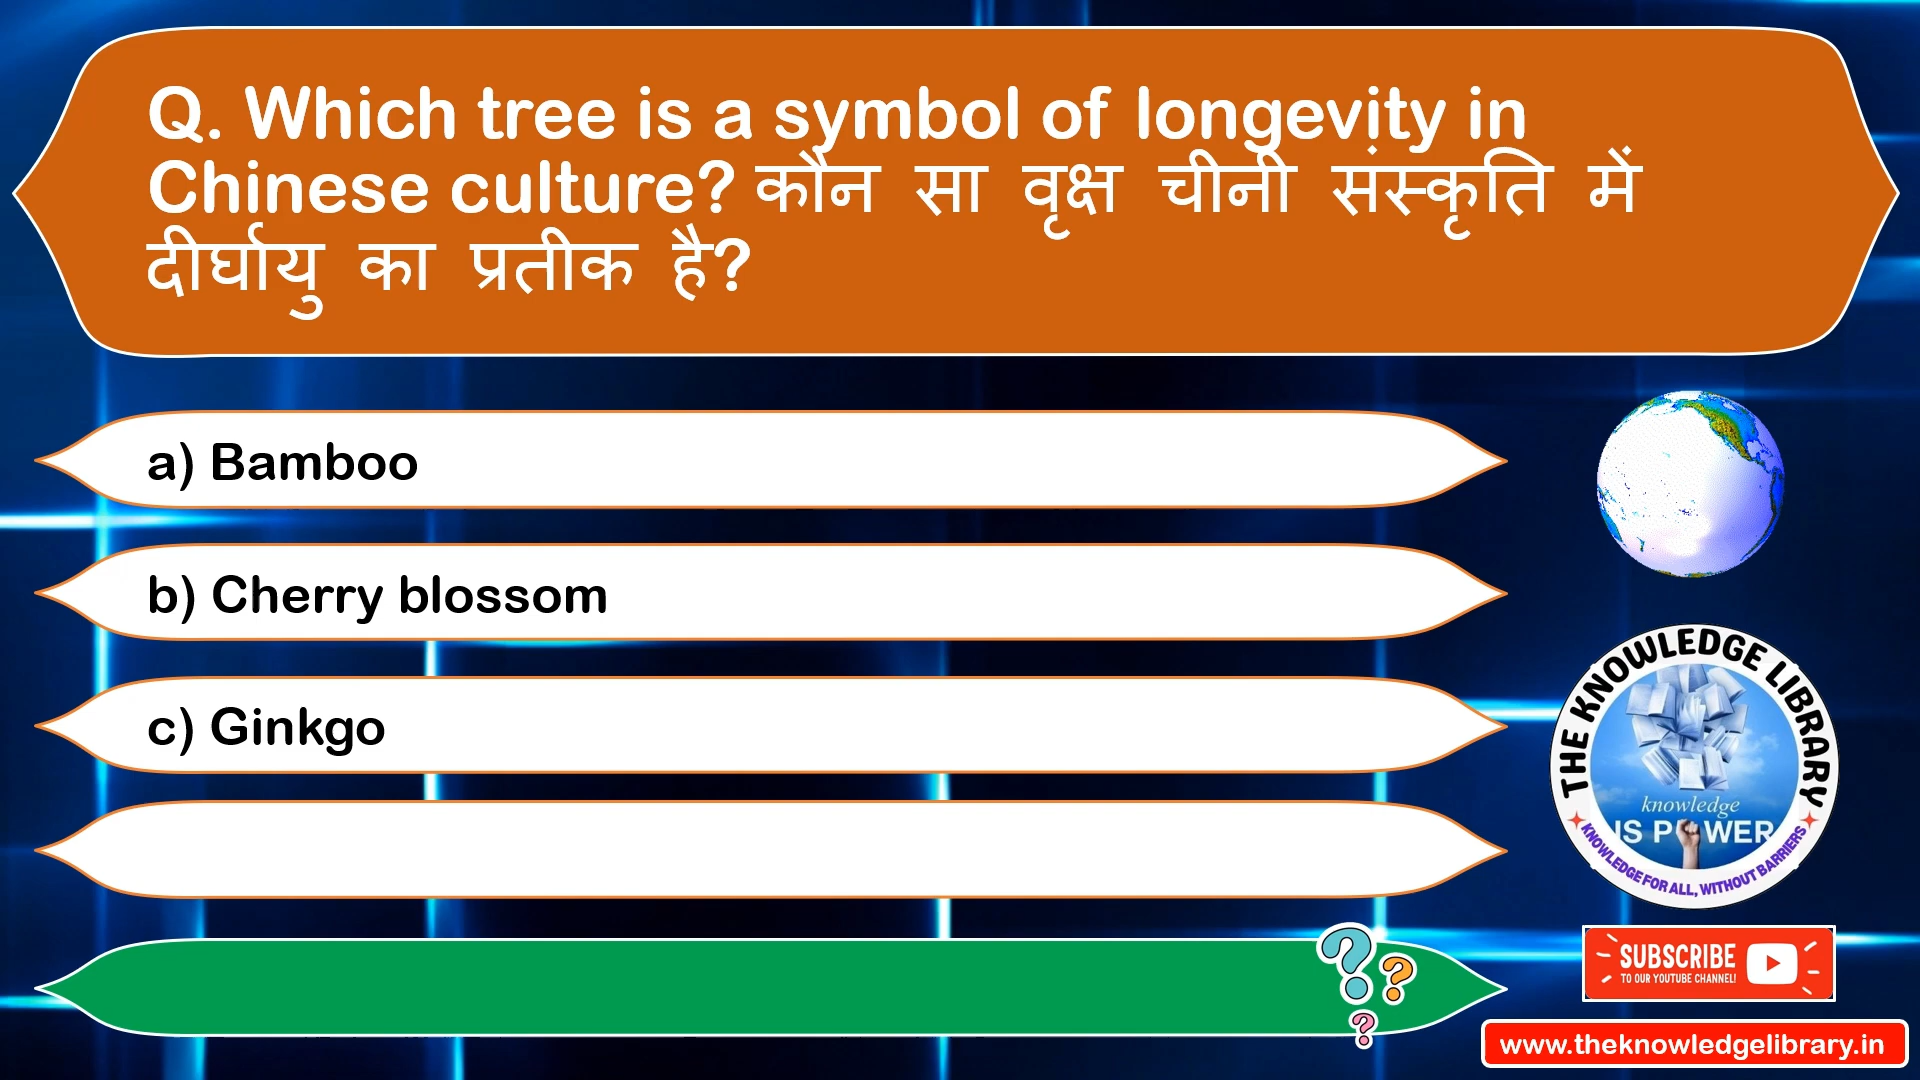 Q. Which tree is a symbol of longevity in
Chinese culture? कौन सा वृक्ष चीनी संस्कृति में
दीर्घायु का प्रतीक है?
a) Bamboo
b) Cherry blossom
c) Ginkgo
THE KNOWLEDGE LIBRARY
knowledge
IS POWER
KNOWLEDGE FOR ALL, WITHOUT BARRIERS
SUBSCRIBE
TO OUR YOUTUBE CHANNEL!
www.theknowledgelibrary.in